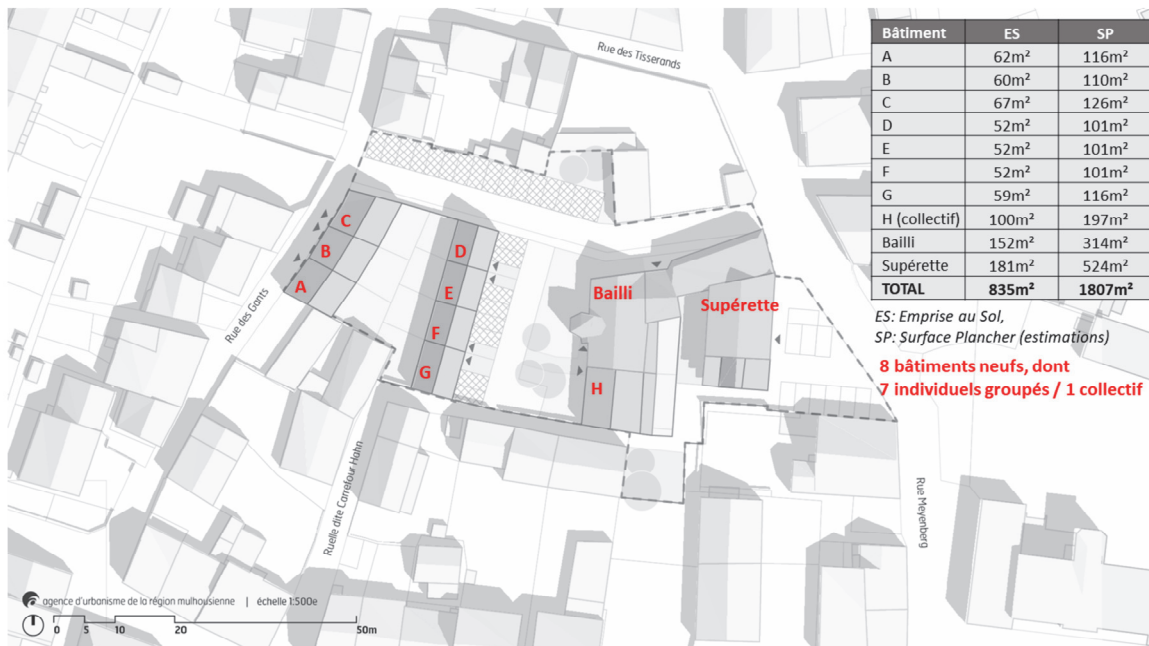 Rue des Tisserands
Bâtiment ES SP
A 62m² 116m²
B 60m² 110m²
C 67m² 126m²
D 52m² 101m²
E 52m² 101m²
F 52m² 101m²
G 59m² 116m²
H (collectif) 100m² 197m²
Bailli 152m² 314m²
Supérette 181m² 524m²
TOTAL 835m² 1807m²
ES: Emprise au Sol,
SP: Surface Plancher (estimations)
8 bâtiments neufs, dont
7 individuels groupés / 1 collectif
C
B
A
D
E
F
G
Bailli
H
Supérette
Rue des Gants
Ruelle dite Carrefour Hahn
Rue Meyenberg
agence d'urbanisme de la région mulhousienne | échelle 1:500e
0 5 10 20 50m